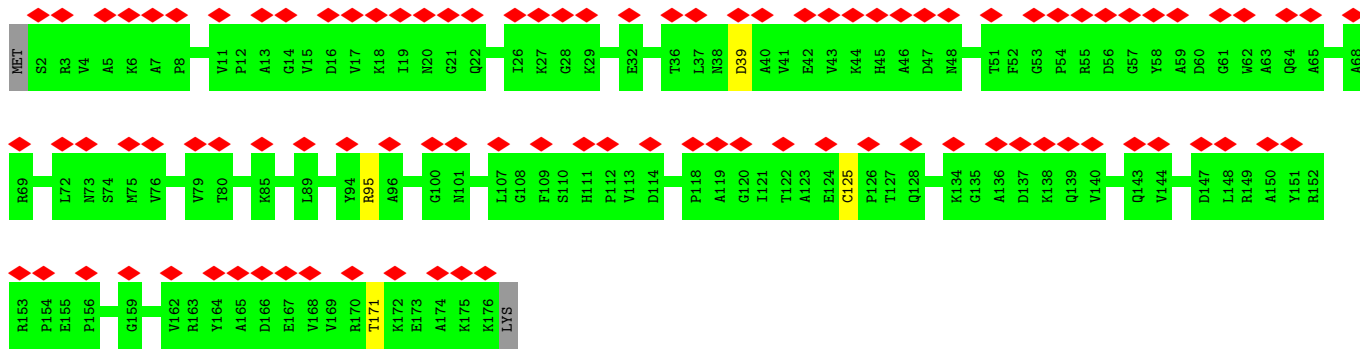 MET S2 R3 V4 A5 K6 A7 P8 V11 P12 A13 G14 V15 D16 V17 K18 I19 N20 G21 Q22 I26 K27 G28 K29 E32 T36 L37 N38 D39 A40 V41 E42 V43 K44 H45 A46 D47 N48 T51 F52 G53 P54 R55 D56 G57 Y58 A59 D60 G61 W62 A63 Q64 A65 A68
R69 L72 N73 S74 M75 V76 V79 T80 K85 L89 Y94 R95 A96 G100 N101 L107 G108 F109 S110 H111 P112 V113 D114 P118 A119 G120 I121 T122 A123 E124 C125 P126 T127 Q128 K134 G135 A136 D137 K138 Q139 V140 Q143 V144 D147 L148 R149 A150 Y151 R152
R153 P154 E155 P156 G159 V162 R163 Y164 A165 D166 E167 V168 V169 R170 T171 K172 E173 A174 K175 K176 LYS